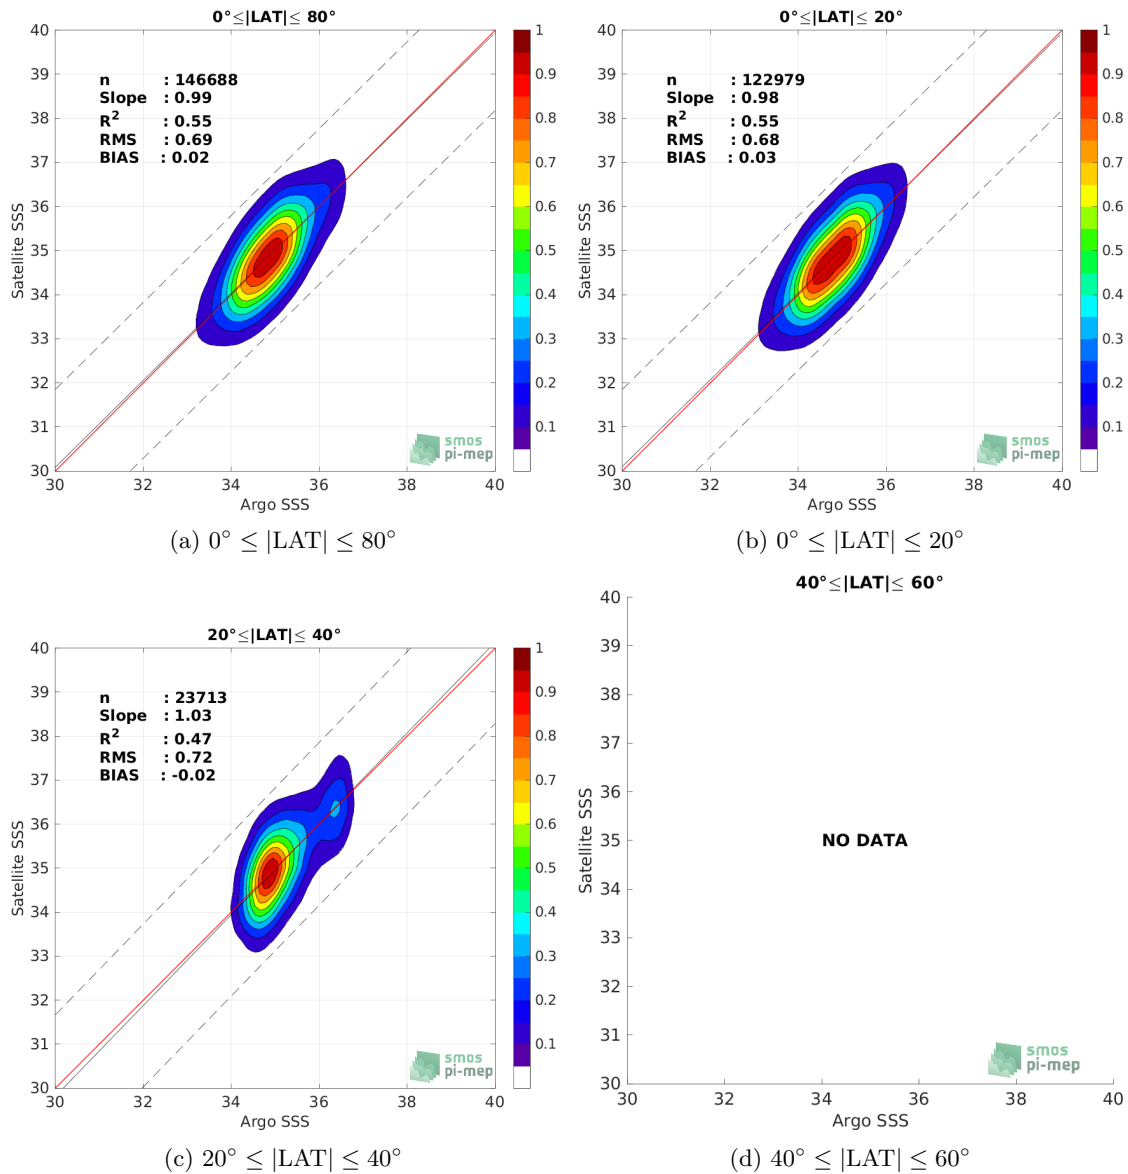 0°≤|LAT|≤ 80°
n : 146688
Slope : 0.99
R² : 0.55
RMS : 0.69
BIAS : 0.02
40
39
38
37
36
35
34
33
32
31
30
Satellite SSS
30 32 34 36 38 40
Argo SSS
1
0.9
0.8
0.7
0.6
0.5
0.4
0.3
0.2
0.1
smos
pi-mep
(a) 0° ≤ |LAT| ≤ 80°
0°≤|LAT|≤ 20°
n : 122979
Slope : 0.98
R² : 0.55
RMS : 0.68
BIAS : 0.03
40
39
38
37
36
35
34
33
32
31
30
Satellite SSS
30 32 34 36 38 40
Argo SSS
1
0.9
0.8
0.7
0.6
0.5
0.4
0.3
0.2
0.1
smos
pi-mep
(b) 0° ≤ |LAT| ≤ 20°
20°≤|LAT|≤ 40°
n : 23713
Slope : 1.03
R² : 0.47
RMS : 0.72
BIAS : -0.02
40
39
38
37
36
35
34
33
32
31
30
Satellite SSS
30 32 34 36 38 40
Argo SSS
1
0.9
0.8
0.7
0.6
0.5
0.4
0.3
0.2
0.1
smos
pi-mep
(c) 20° ≤ |LAT| ≤ 40°
40°≤|LAT|≤ 60°
40
39
38
37
36
35
34
33
32
31
30
Satellite SSS
NO DATA
30 32 34 36 38 40
Argo SSS
smos
pi-mep
(d) 40° ≤ |LAT| ≤ 60°